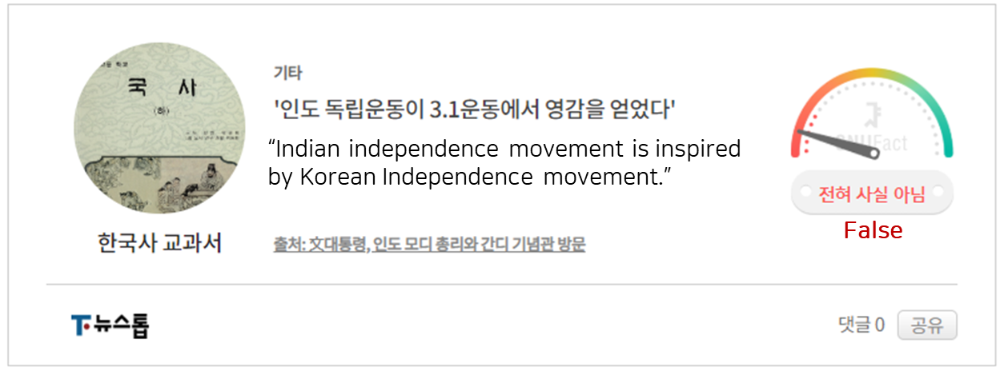 국 사
(하)
한국사 교과서
기타
'인도 독립운동이 3.1운동에서 영감을 얻었다'
“Indian independence movement is inspired
by Korean Independence movement.”
출처: 文대통령, 인도 모디 총리와 간디 기념관 방문
SNUFact
전혀 사실 아님
False
뉴스톱
댓글 0 공유